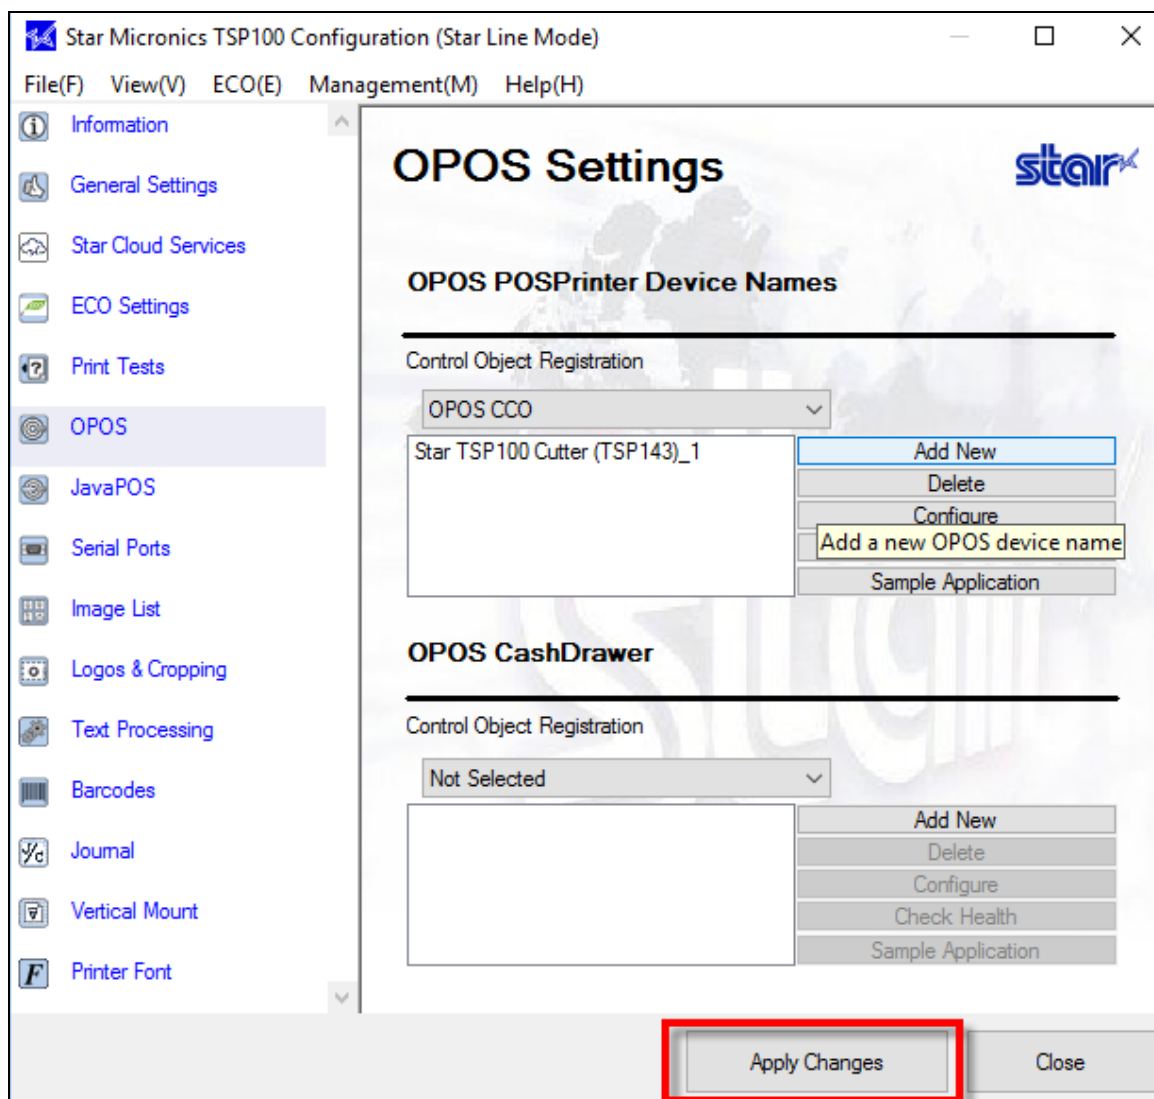 Star Micronics TSP100 Configuration (Star Line Mode)
File(F) View(V) ECO(E) Management(M) Help(H)
Information
General Settings
Star Cloud Services
ECO Settings
Print Tests
OPOS
JavaPOS
Serial Ports
Image List
Logos & Cropping
Text Processing
Barcodes
Journal
Vertical Mount
Printer Font
OPOS Settings
star
OPOS POSPrinter Device Names
Control Object Registration
OPOS CCO
Star TSP100 Cutter (TSP143)_1
Add New
Delete
Configure
Add a new OPOS device name
Sample Application
OPOS CashDrawer
Control Object Registration
Not Selected
Add New
Delete
Configure
Check Health
Sample Application
Apply Changes
Close